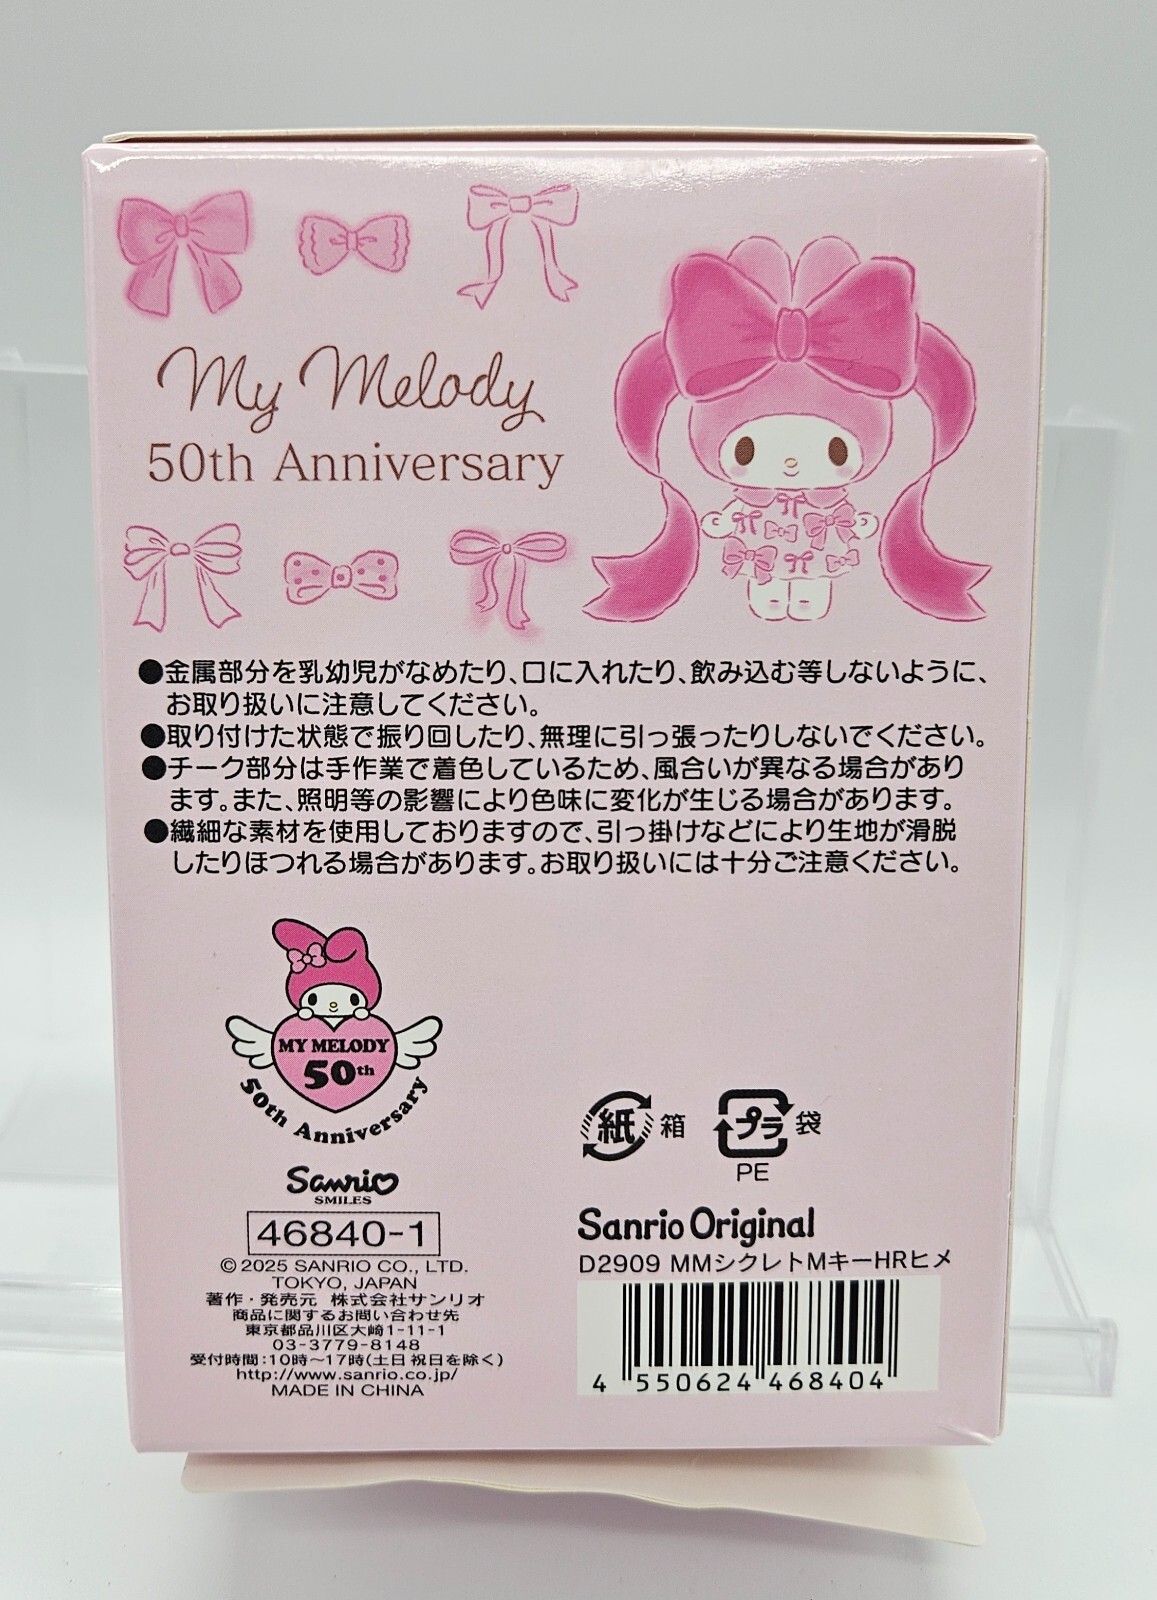 My Melody
50th Anniversary
●金属部分を乳幼児がなめたり、口に入れたり、飲み込む等しないように、
お取り扱いに注意してください。
●取り付けた状態で振り回したり、無理に引っ張ったりしないでください。
●チーク部分は手作業で着色しているため、風合いが異なる場合があり
ます。また、照明等の影響により色味に変化が生じる場合があります。
●繊細な素材を使用しておりますので、引っ掛けなどにより生地が滑脱
したりほつれる場合があります。お取り扱いには十分ご注意ください。
MY MELODY
50th
50th Anniversary
Sanrio
SMILES
46840-1
© 2025 SANRIO CO., LTD.
TOKYO, JAPAN
著作・発売元 株式会社サンリオ
商品に関するお問い合わせ先
東京都品川区大崎1-11-1
03-3779-8148
受付時間:10時~17時(土日祝日を除く)
http://www.sanrio.co.jp/
MADE IN CHINA
紙 箱
プラ 袋
PE
Sanrio Original
D2909 MMシクレトMキーHRヒメ
4 550624 468404